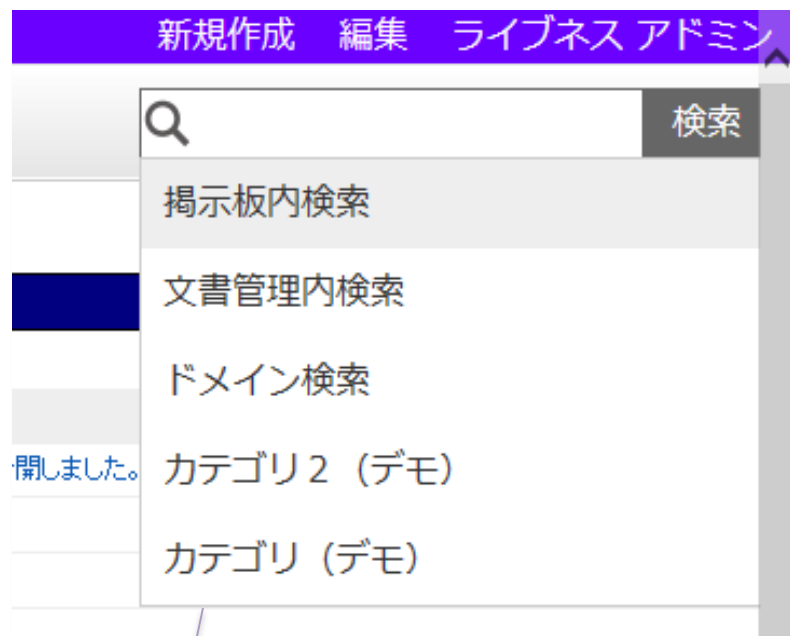 新規作成 編集 ライブネス アドミン
検索
掲示板内検索
文書管理内検索
ドメイン検索
開しました。
カテゴリ2（デモ）
カテゴリ（デモ）